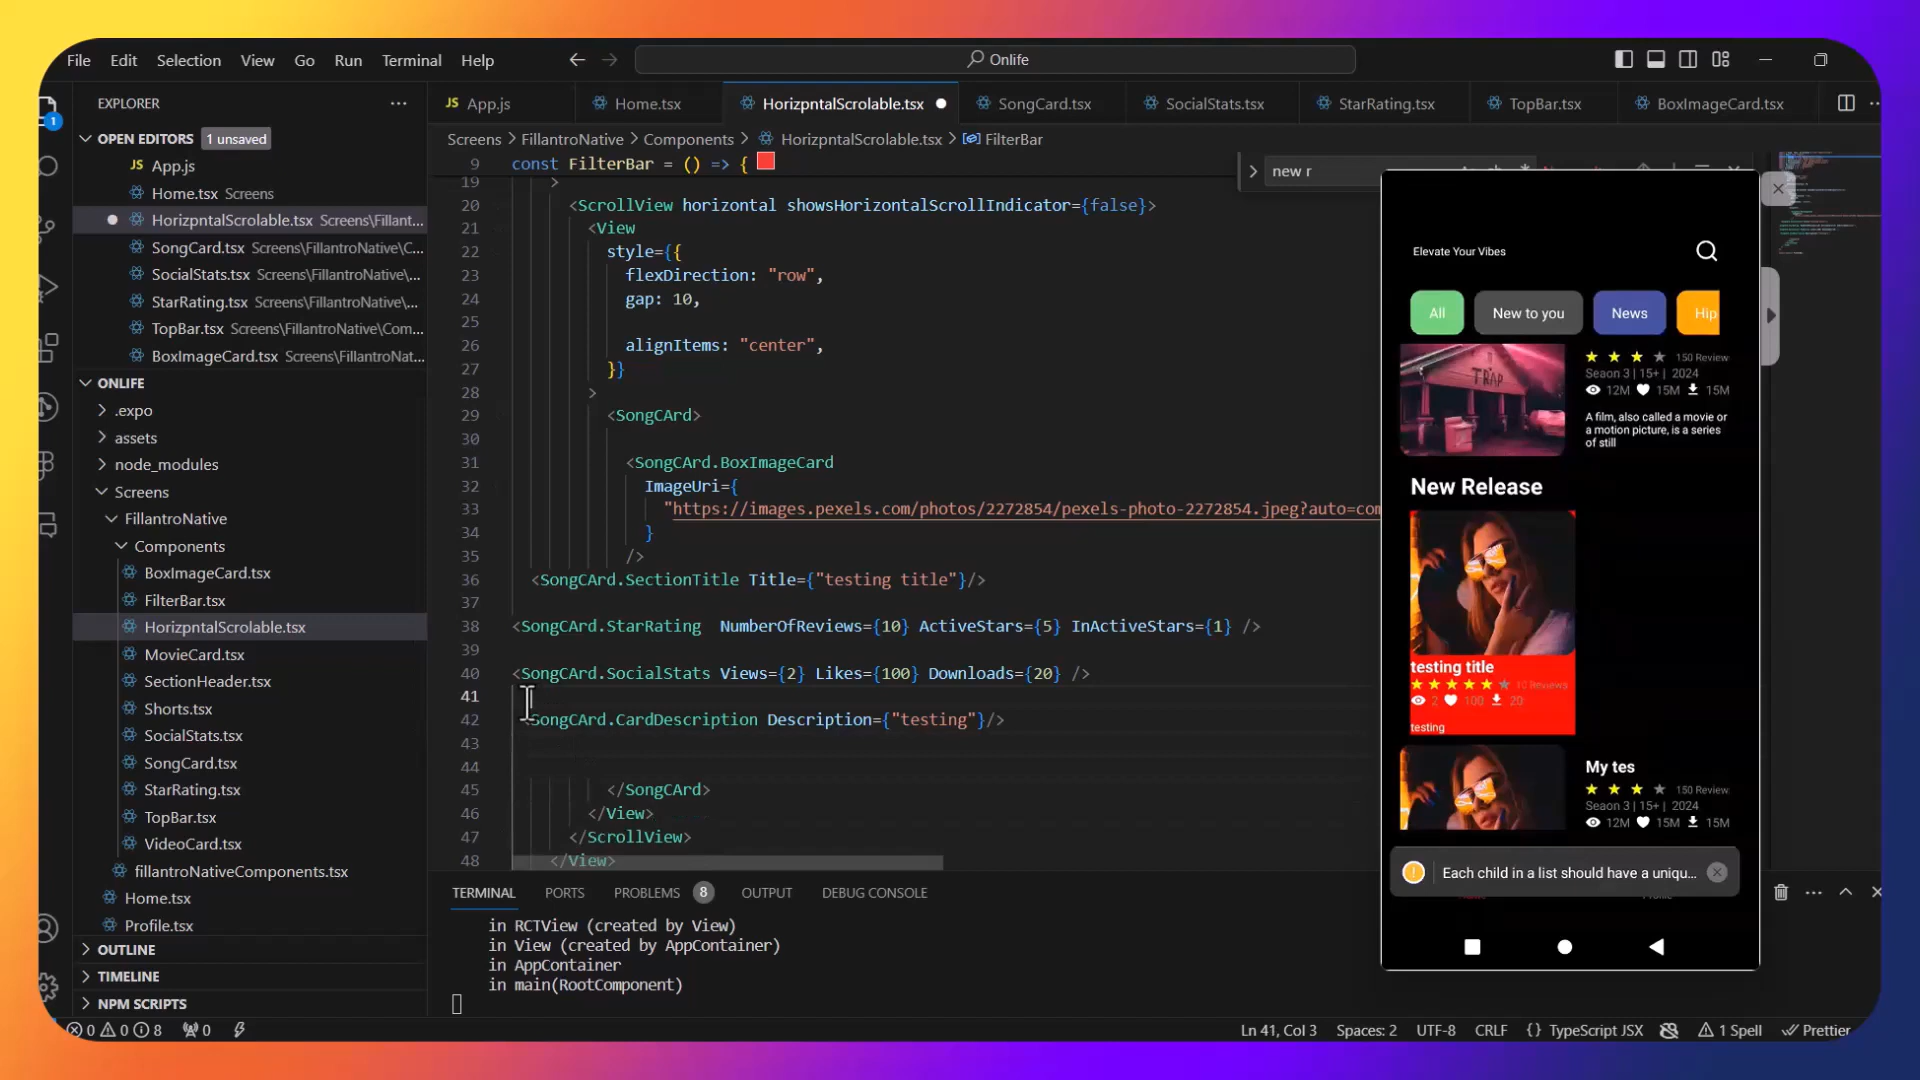 File Edit Selection View Go Run Terminal Help
Onlife
EXPLORER
OPEN EDITORS 1 unsaved
App.js
Home.tsx Screens
HorizpntalScrolable.tsx Screens\Fillant...
SongCard.tsx Screens\FillantroNative\C...
SocialStats.tsx Screens\FillantroNative\...
StarRating.tsx Screens\FillantroNative\...
TopBar.tsx Screens\FillantroNative\Com...
BoxImageCard.tsx Screens\FillantroNat...
ONLIFE
.expo
assets
node_modules
Screens
FillantroNative
Components
BoxImageCard.tsx
FilterBar.tsx
HorizpntalScrolable.tsx
MovieCard.tsx
SectionHeader.tsx
Shorts.tsx
SocialStats.tsx
SongCard.tsx
StarRating.tsx
TopBar.tsx
VideoCard.tsx
fillantroNativeComponents.tsx
Home.tsx
Profile.tsx
OUTLINE
TIMELINE
NPM SCRIPTS
JS App.js Home.tsx HorizpntalScrolable.tsx SongCard.tsx SocialStats.tsx StarRating.tsx TopBar.tsx BoxImageCard.tsx
Screens > FillantroNative > Components > HorizpntalScrolable.tsx > FilterBar
9 const FilterBar = () => {
new r
19 >
20 <ScrollView horizontal showsHorizontalScrollIndicator={false}>
21 <View
22 style={{
23 flexDirection: "row",
24 gap: 10,
25
26 alignItems: "center",
27 }}
28 >
29 <SongCArd>
30
31 <SongCArd.BoxImageCard
32 ImageUri={
33 "https://images.pexels.com/photos/2272854/pexels-photo-2272854.jpeg?auto=com
34 }
35 />
36 <SongCArd.SectionTitle Title={"testing title"}/>
37
38 <SongCArd.StarRating NumberOfReviews={10} ActiveStars={5} InActiveStars={1} />
39
40 <SongCArd.SocialStats Views={2} Likes={100} Downloads={20} />
41
42 <SongCArd.CardDescription Description={"testing"}/>
43
44
45 </SongCArd>
46 </View>
47 </ScrollView>
48 </View>
Elevate Your Vibes
All New to you News Hip
TRAP
150 Review
Seaon 3 | 15+ | 2024
12M 15M 15M
A film, also called a movie or
a motion picture, is a series
of still
New Release
testing title
10 Reviews
2 100 20
testing
My tes
150 Review
Seaon 3 | 15+ | 2024
12M 15M 15M
Each child in a list should have a uniqu...
TERMINAL PORTS PROBLEMS 8 OUTPUT DEBUG CONSOLE
in RCTView (created by View)
in View (created by AppContainer)
in AppContainer
in main(RootComponent)
0 0 8 0
Ln 41, Col 3 Spaces: 2 UTF-8 CRLF {} TypeScript JSX 1 Spell Prettier